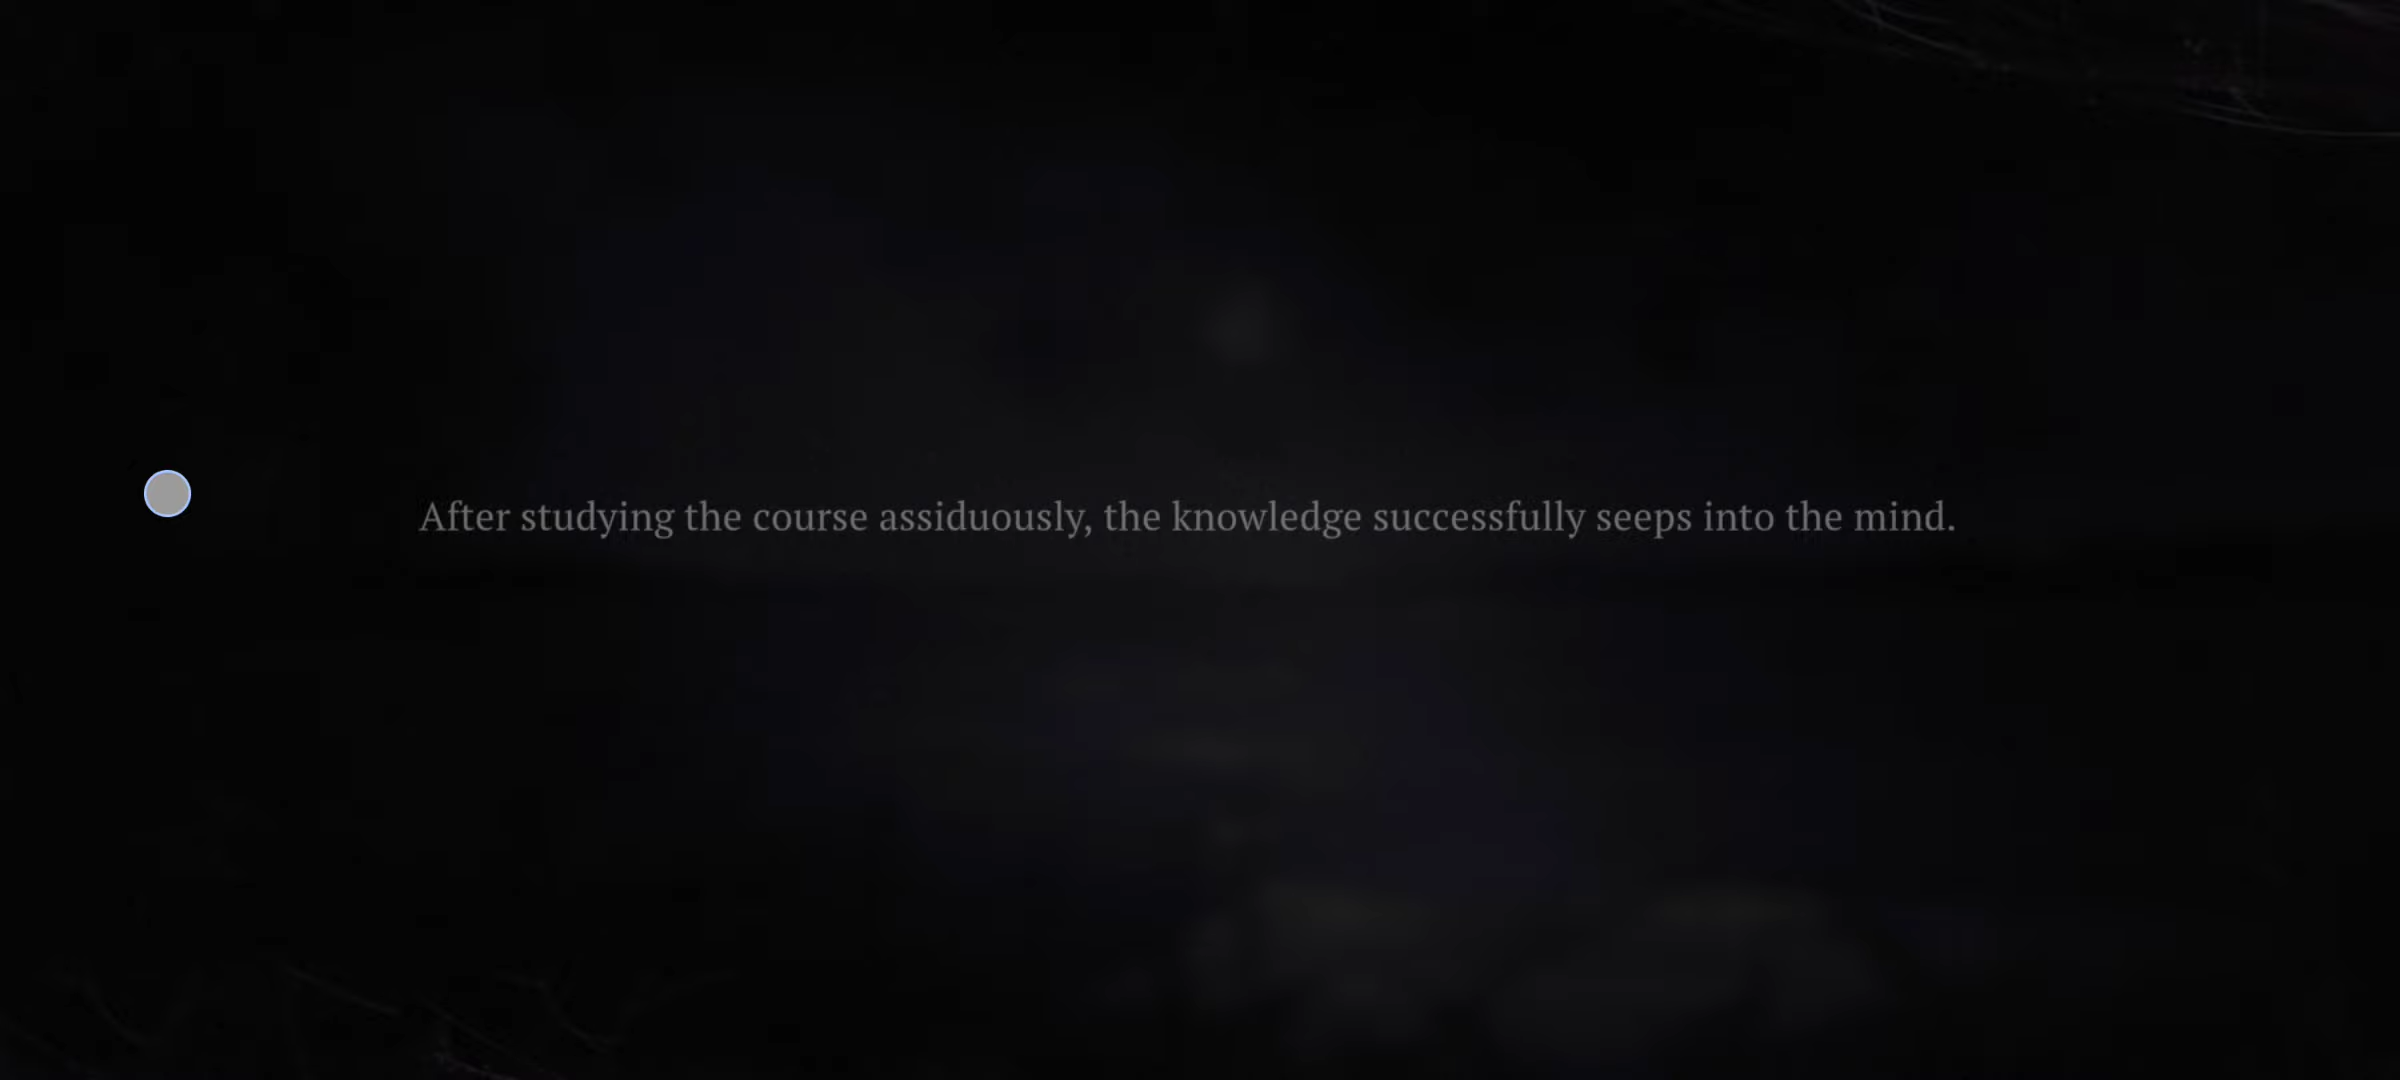 After studying the course assiduously, the knowledge successfully seeps into the mind.